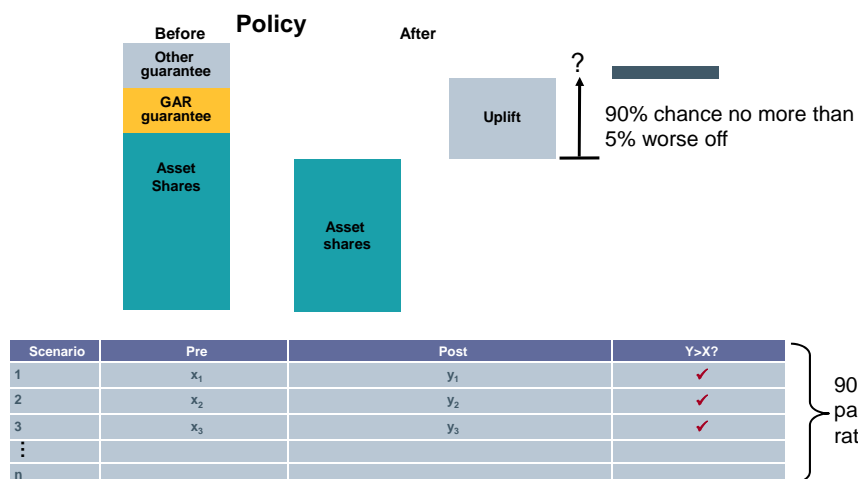 Policy
Before
After
Other
guarantee
GAR
guarantee
Asset
Shares
Asset
shares
Uplift
?
90% chance no more than
5% worse off
Scenario Pre Post Y>X?
1 x1 y1 ✓
2 x2 y2 ✓
3 x3 y3 ✓
⋮
n
90
pa
rat